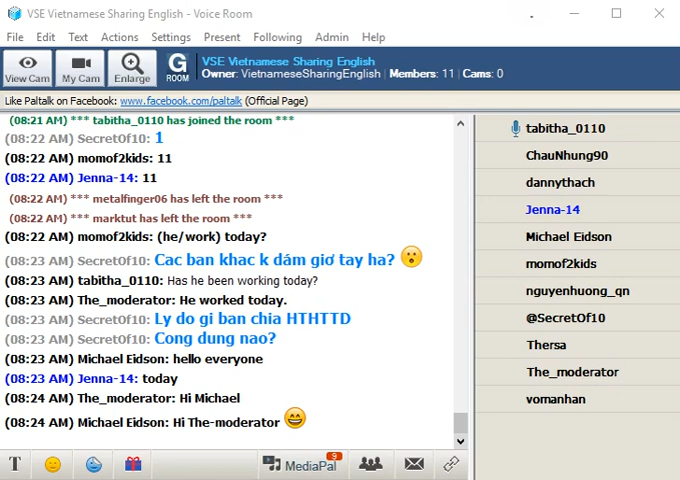 VSE Vietnamese Sharing English - Voice Room
File Edit Text Actions Settings Present Following Admin Help
View Cam
My Cam
Enlarge
G
ROOM
VSE Vietnamese Sharing English
Owner: VietnameseSharingEnglish | Members: 11 | Cams: 0
Like Paltalk on Facebook: www.facebook.com/paltalk (Official Page)
(08:21 AM) *** tabitha_0110 has joined the room ***
(08:22 AM) SecretOf10: 1
(08:22 AM) momof2kids: 11
(08:22 AM) Jenna-14: 11
(08:22 AM) *** metalfinger06 has left the room ***
(08:22 AM) *** marktut has left the room ***
(08:22 AM) momof2kids: (he/work) today?
(08:23 AM) SecretOf10: Cac ban khac k dám giơ tay ha?
(08:23 AM) tabitha_0110: Has he been working today?
(08:23 AM) The_moderator: He worked today.
(08:23 AM) SecretOf10: Ly do gi ban chia HTHTTD
(08:23 AM) SecretOf10: Cong dung nao?
(08:23 AM) Michael Eidson: hello everyone
(08:23 AM) Jenna-14: today
(08:24 AM) The_moderator: Hi Michael
(08:24 AM) Michael Eidson: Hi The-moderator
tabitha_0110
ChauNhung90
dannythach
Jenna-14
Michael Eidson
momof2kids
nguyenhuong_qn
@SecretOf10
Thersa
The_moderator
vomanhan
T
MediaPal
9